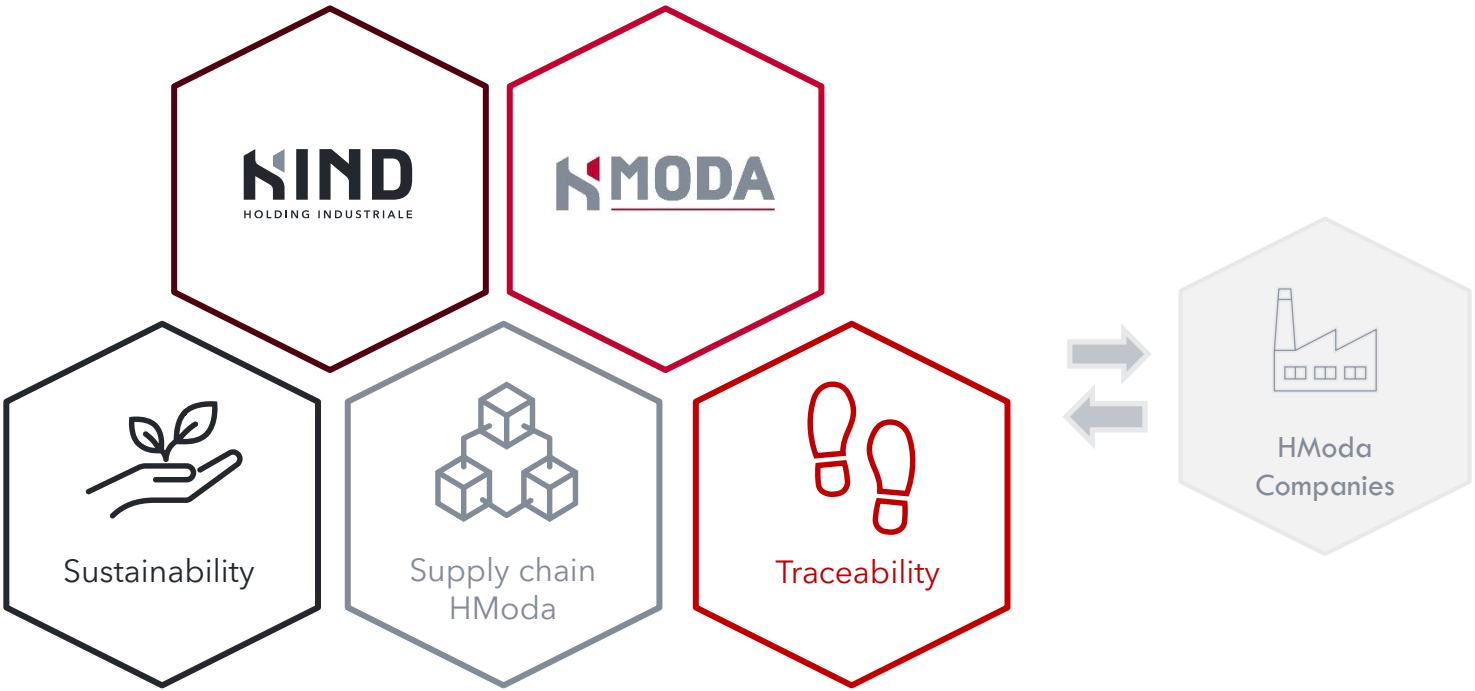 HIND
HOLDING INDUSTRIALE
HMODA
Sustainability
Supply chain
HModa
Traceability
HModa
Companies